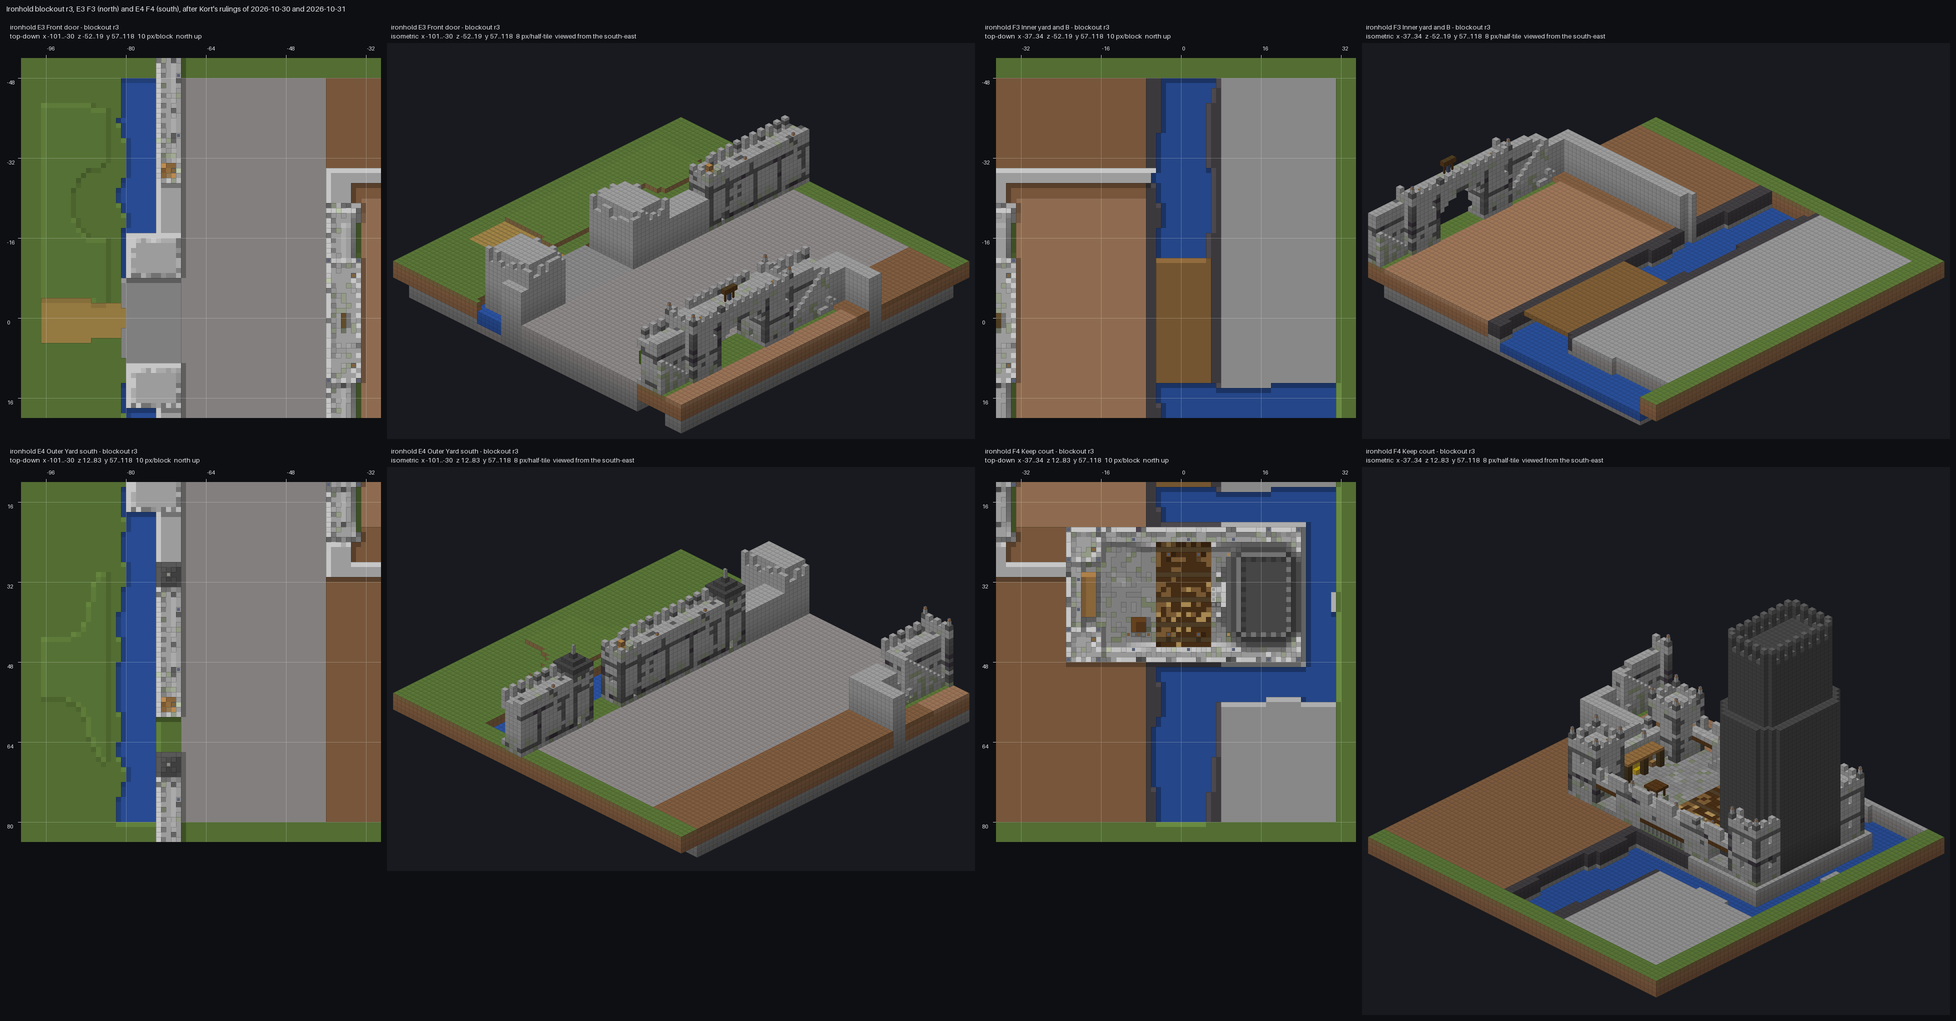 Ironhold blockout r3, E3 F3 (north) and E4 F4 (south), after Kort's rulings of 2026-10-30 and 2026-10-31
ironhold E3 Front door - blockout r3
top-down x -101..-30 z -52..19 y 57..118 10 px/block north up
-96 -80 -64 -48 -32
-48
-32
-16
0
16
ironhold E3 Front door - blockout r3
isometric x -101..-30 z -52..19 y 57..118 8 px/half-tile viewed from the south-east
ironhold F3 Inner yard and B - blockout r3
top-down x -37..34 z -52..19 y 57..118 10 px/block north up
-32 -16 0 16 32
-48
-32
-16
0
16
ironhold F3 Inner yard and B - blockout r3
isometric x -37..34 z -52..19 y 57..118 8 px/half-tile viewed from the south-east
ironhold E4 Outer Yard south - blockout r3
top-down x -101..-30 z 12..83 y 57..118 10 px/block north up
-96 -80 -64 -48 -32
16
32
48
64
80
ironhold E4 Outer Yard south - blockout r3
isometric x -101..-30 z 12..83 y 57..118 8 px/half-tile viewed from the south-east
ironhold F4 Keep court - blockout r3
top-down x -37..34 z 12..83 y 57..118 10 px/block north up
-32 -16 0 16 32
16
32
48
64
80
ironhold F4 Keep court - blockout r3
isometric x -37..34 z 12..83 y 57..118 8 px/half-tile viewed from the south-east